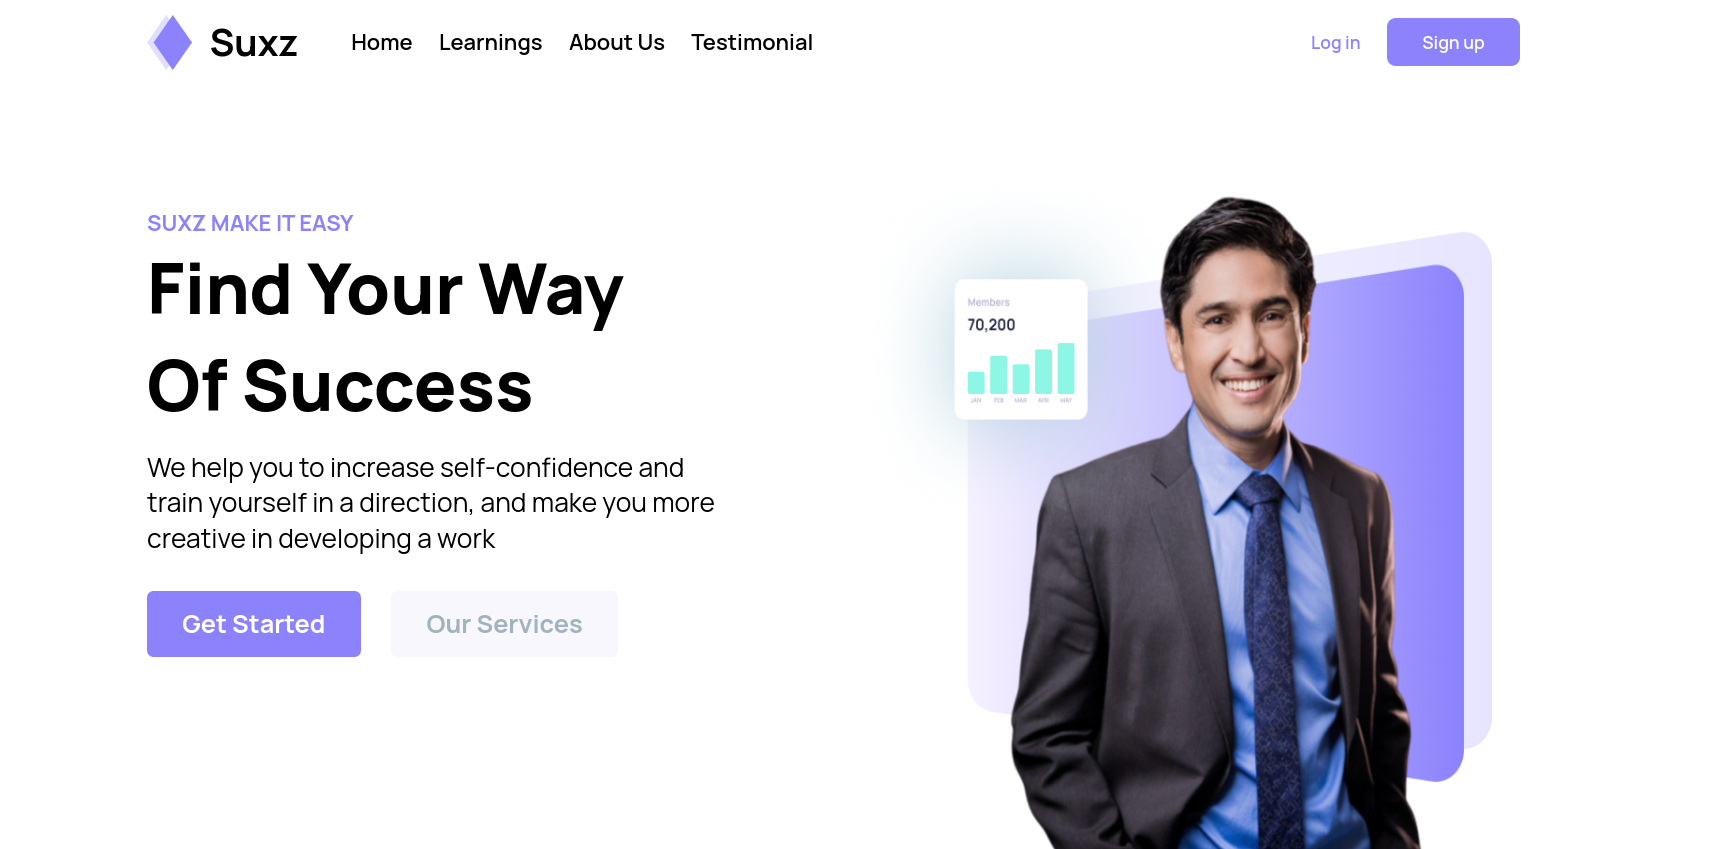 Suxz
Home
Learnings
About Us
Testimonial
Log in
Sign up
SUXZ MAKE IT EASY
Find Your Way
Of Success
We help you to increase self-confidence and
train yourself in a direction, and make you more
creative in developing a work
Get Started
Our Services
Members
70,200
JAN FEB MAR APR MAY